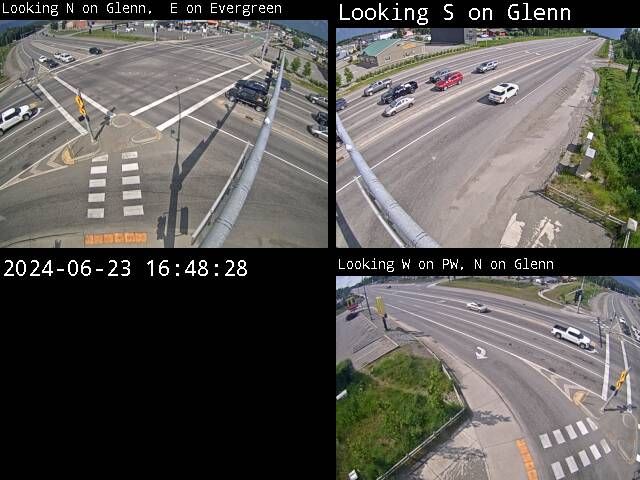 Looking N on Glenn,  E on Evergreen
Looking S on Glenn
2024-06-23 16:48:28
Looking W on PW, N on Glenn